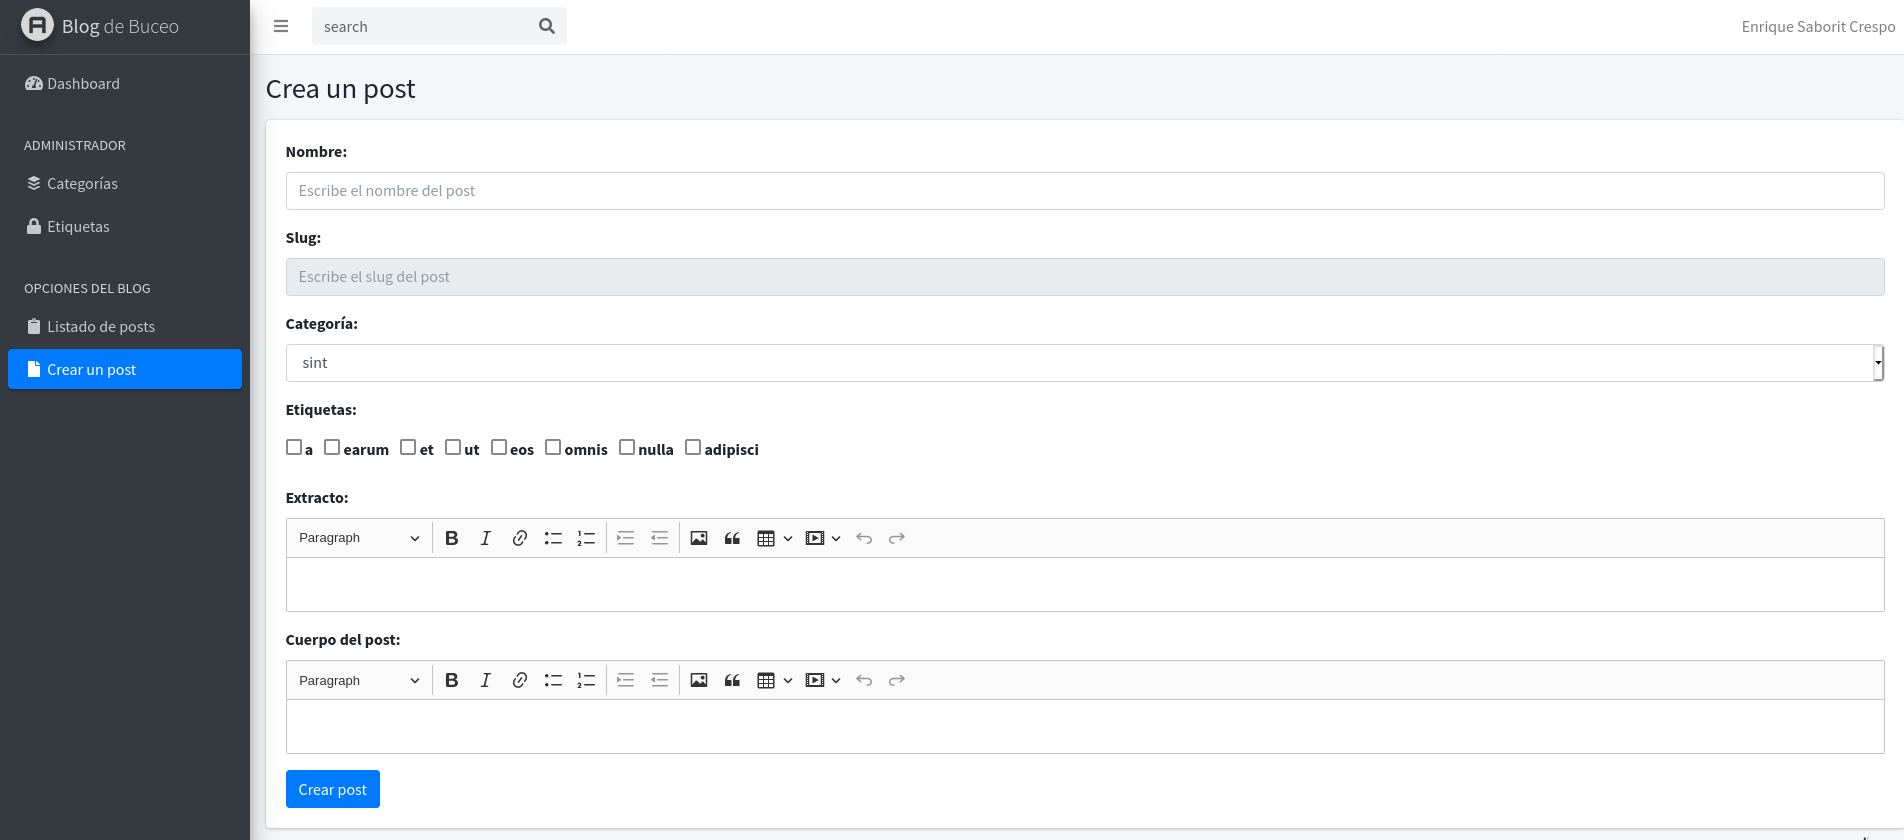 Blog de Buceo
search
Enrique Saborit Crespo
Dashboard
ADMINISTRADOR
Categorías
Etiquetas
OPCIONES DEL BLOG
Listado de posts
Crear un post
Crea un post
Nombre:
Escribe el nombre del post
Slug:
Escribe el slug del post
Categoría:
sint
Etiquetas:
a earum et ut eos omnis nulla adipisci
Extracto:
Paragraph
Cuerpo del post:
Paragraph
Crear post